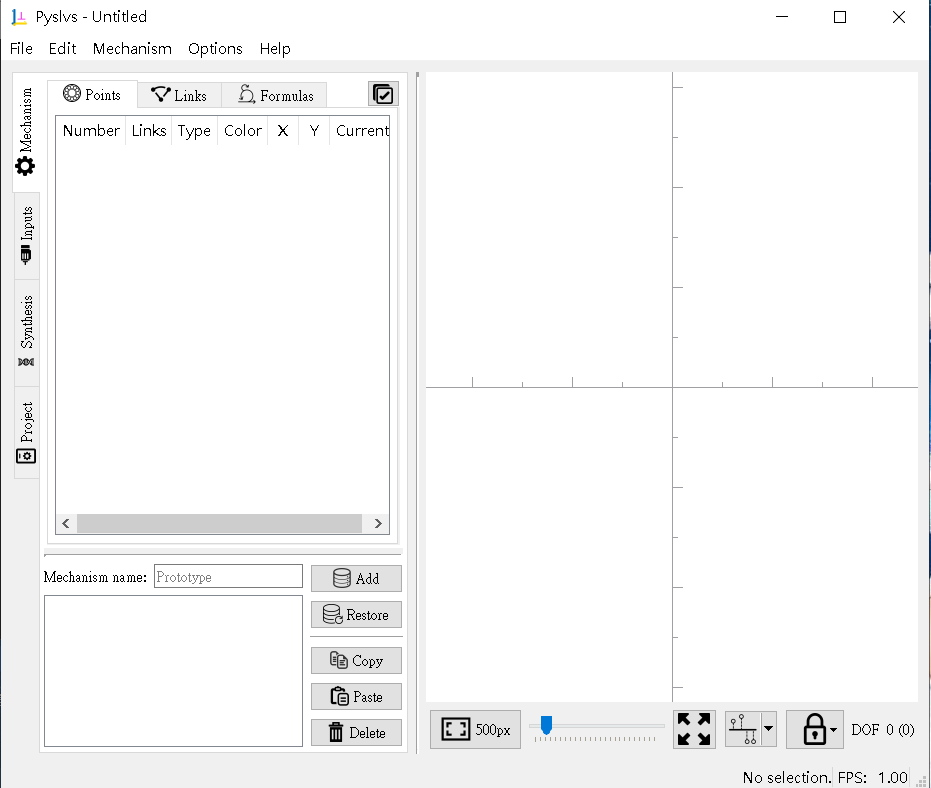 Pyslvs - Untitled
File Edit Mechanism Options Help
Mechanism
Inputs
Synthesis
Project
Points Links Formulas
Number Links Type Color X Y Current
Mechanism name: Prototype
Add
Restore
Copy
Paste
Delete
500px
DOF 0 (0)
No selection. FPS: 1.00